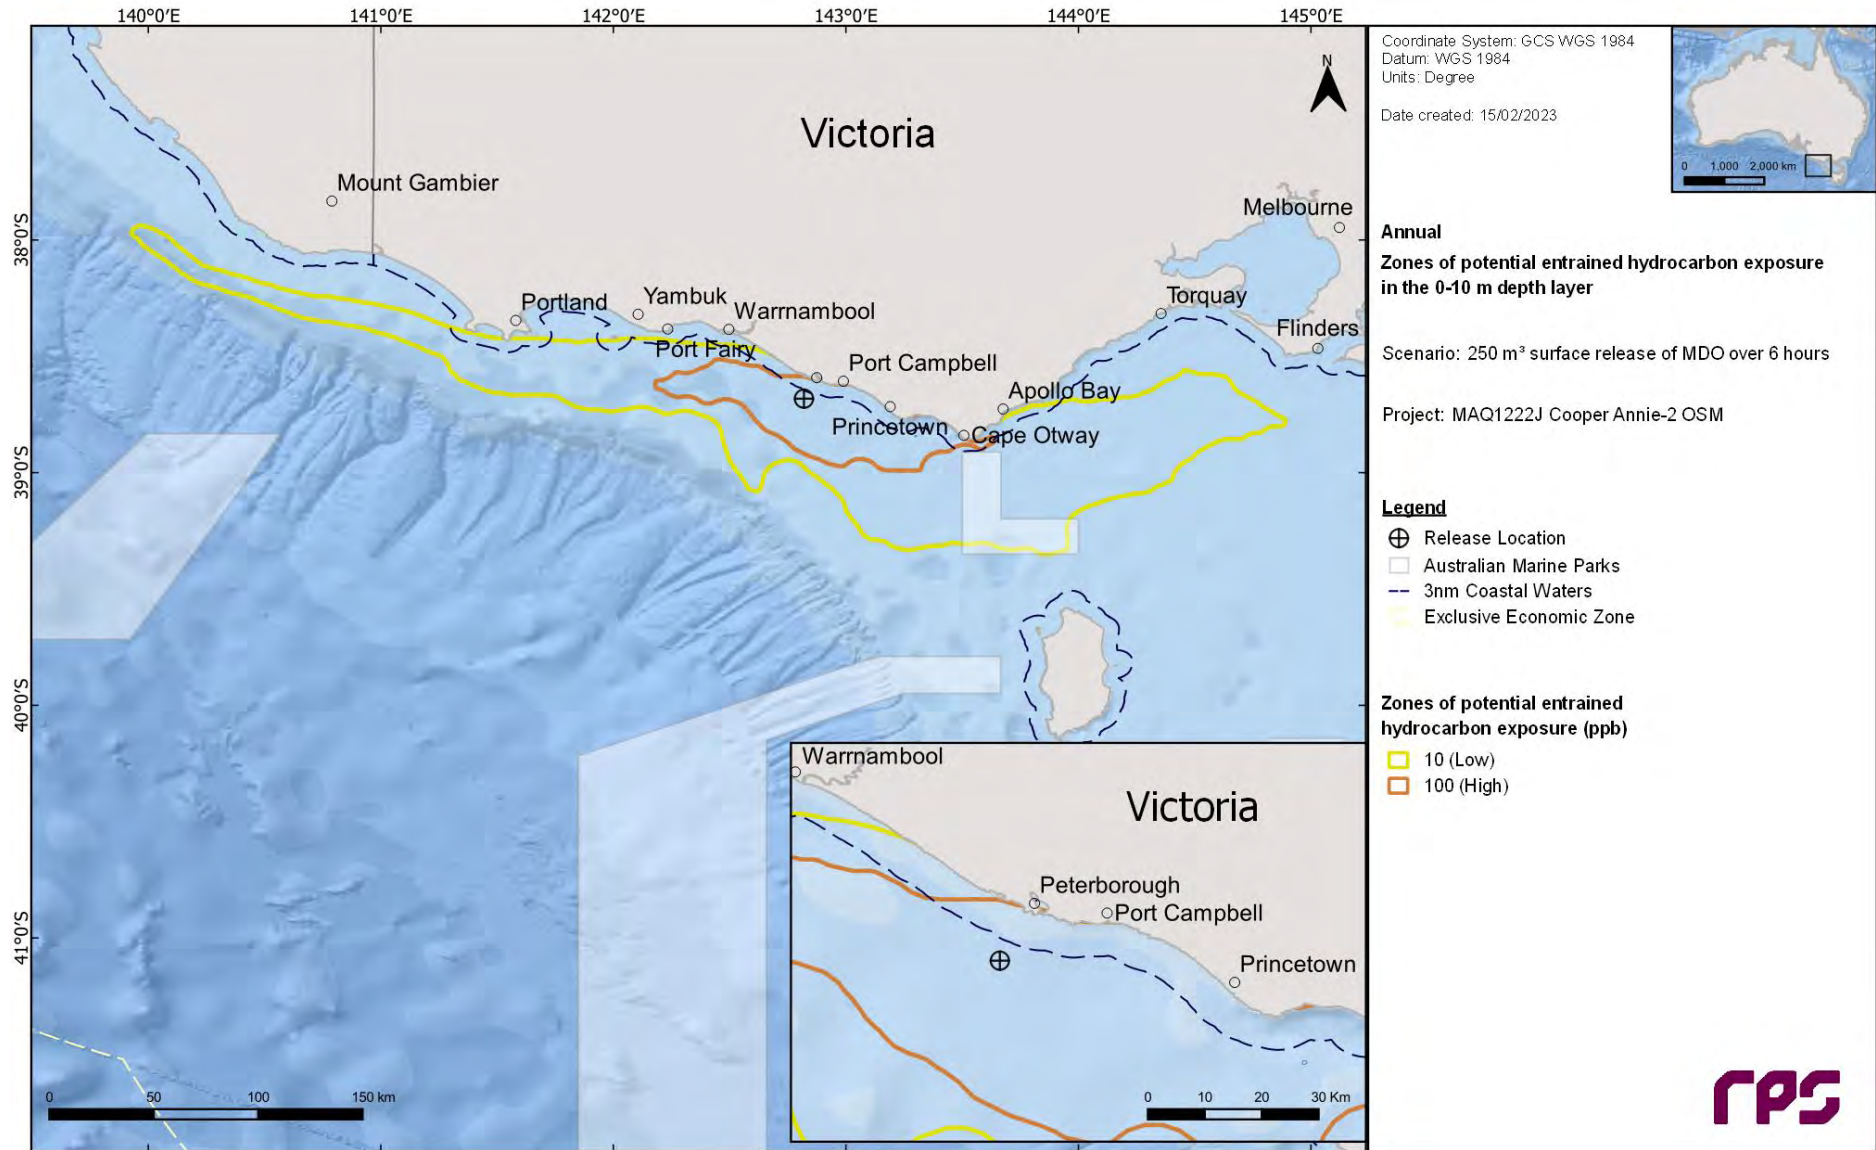 140°0'E
141°0'E
142°0'E
143°0'E
144°0'E
145°0'E
38°0'S
39°0'S
40°0'S
41°0'S
Victoria
N
Mount Gambier
Melbourne
Portland
Yambuk
Warrnambool
Torquay
Port Fairy
Flinders
Port Campbell
Apollo Bay
Princetown
Cape Otway
0 50 100 150 km
Warrnambool
Victoria
Peterborough
Port Campbell
Princetown
0 10 20 30 Km
Coordinate System: GCS WGS 1984
Datum: WGS 1984
Units: Degree
Date created: 15/02/2023
0 1,000 2,000 km
Annual
Zones of potential entrained hydrocarbon exposure
in the 0-10 m depth layer
Scenario: 250 m³ surface release of MDO over 6 hours
Project: MAQ1222J Cooper Annie-2 OSM
Legend
Release Location
Australian Marine Parks
3nm Coastal Waters
Exclusive Economic Zone
Zones of potential entrained
hydrocarbon exposure (ppb)
10 (Low)
100 (High)
rps